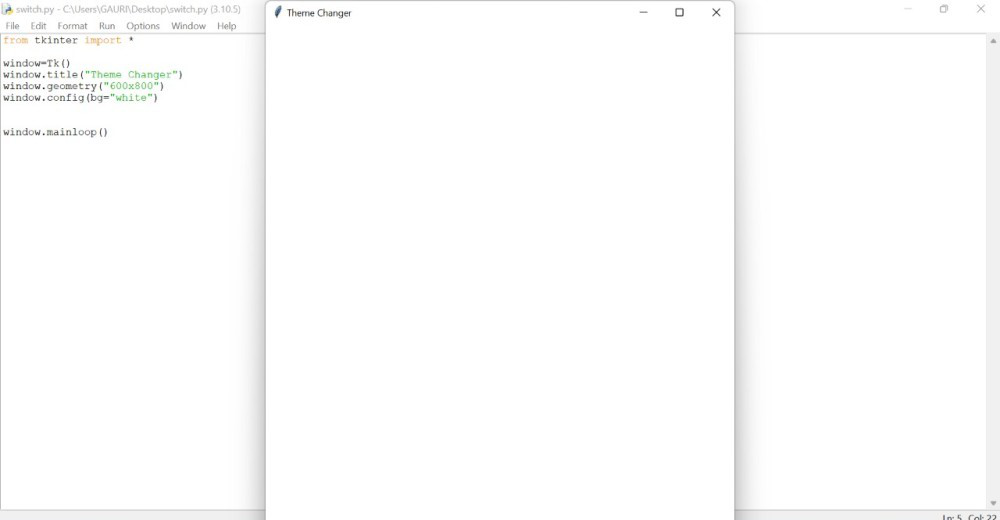 switch.py - C:\Users\GAURI\Desktop\switch.py (3.10.5)
File Edit Format Run Options Window Help
from tkinter import *
window=Tk()
window.title("Theme Changer")
window.geometry("600x800")
window.config(bg="white")
window.mainloop()
Theme Changer
Ln: 5 Col: 22